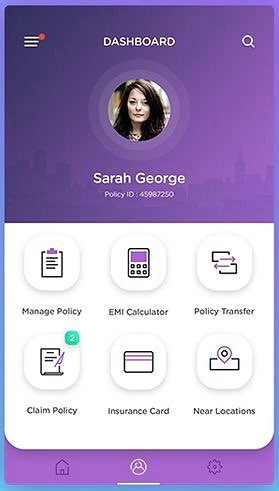 DASHBOARD
Sarah George
Policy ID : 45987250
Manage Policy
EMI Calculator
Policy Transfer
2
Claim Policy
Insurance Card
Near Locations